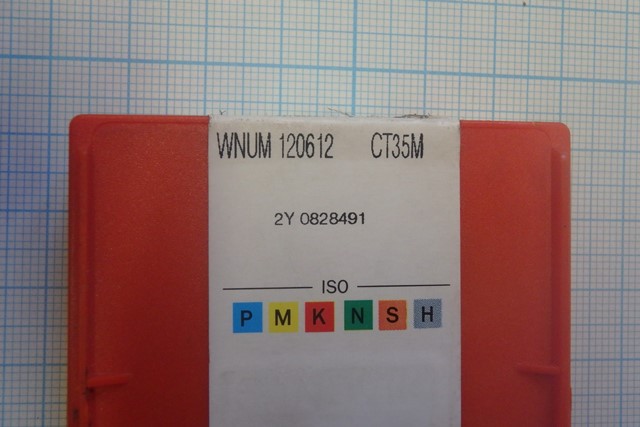 WNUM 120612 CT35M
2Y 0828491
ISO
P M K N S H